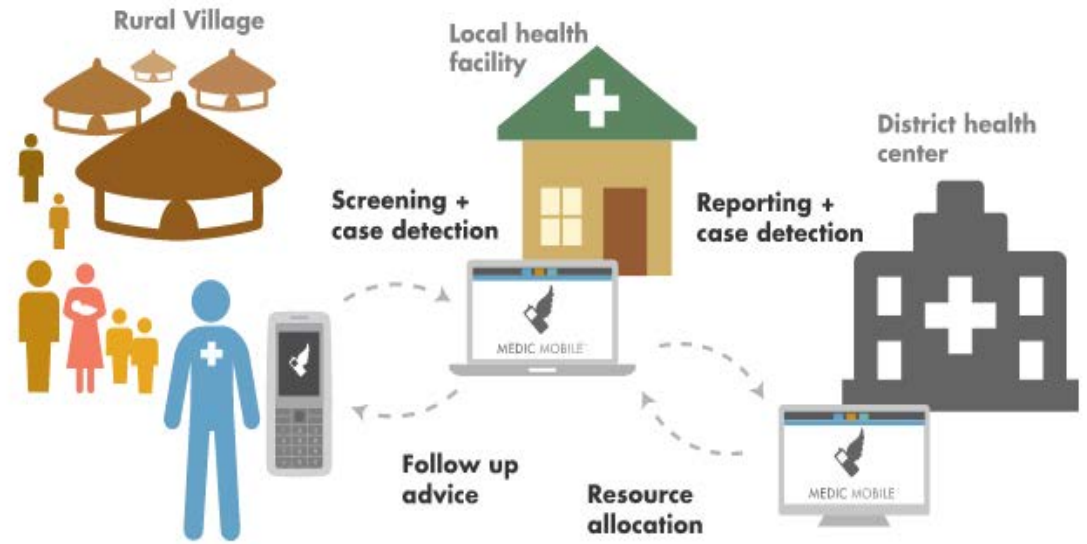 Rural Village
Local health
facility
District health
center
Screening +
case detection
Reporting +
case detection
MEDIC MOBILE™
Follow up
advice
Resource
allocation
MEDIC MOBILE